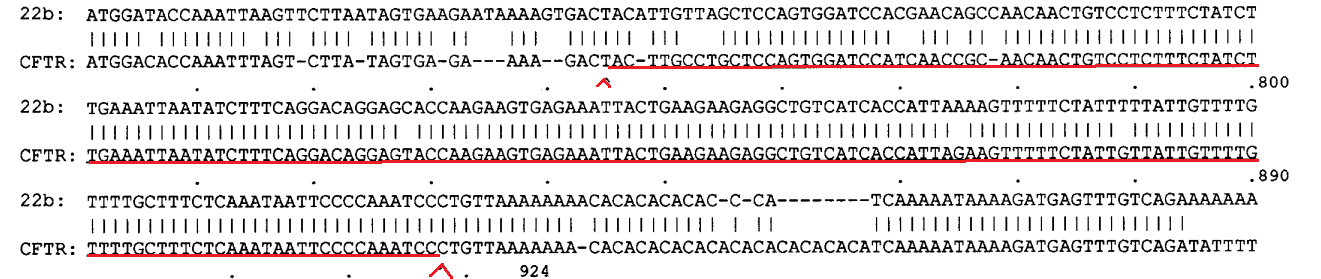 22b: ATGGATACCAAATTAAGTTCTTAATAGTGAAGAATAAAAGTGACTACATTGTTAGCTCCAGTGGATCCACGAACAGCCAACAACTGTCCTCTTTCTATCT
CFTR: ATGGACACCAAATTTAGT-CTTA-TAGTGA-GA---AAA--GACTAC-TTGCCTGCTCCAGTGGATCCATCAACCGC-AACAACTGTCCTCTTTCTATCT
.800
22b: TGAAATTAATATCTTTCAGGACAGGAGCACCAAGAAGTGAGAAATTACTGAAGAAGAGGCTGTCATCACCATTAAAAGTTTTTCTATTTTTATTGTTTTG
CFTR: TGAAATTAATATCTTTCAGGACAGGAGTACCAAGAAGTGAGAAATTACTGAAGAAGAGGCTGTCATCACCATTAGAAGTTTTTCTATTGTTATTGTTTTG
.890
22b: TTTTGCTTTCTCAAATAATTCCCCAAATCCCTGTTAAAAAAAACACACACACAC-C-CA--------TCAAAAATAAAAGATGAGTTTGTCAGAAAAAAA
CFTR: TTTTGCTTTCTCAAATAATTCCCCAAATCCCTGTTAAAAAAA-CACACACACACACACACACACACATCAAAAATAAAAGATGAGTTTGTCAGATATTTT
924